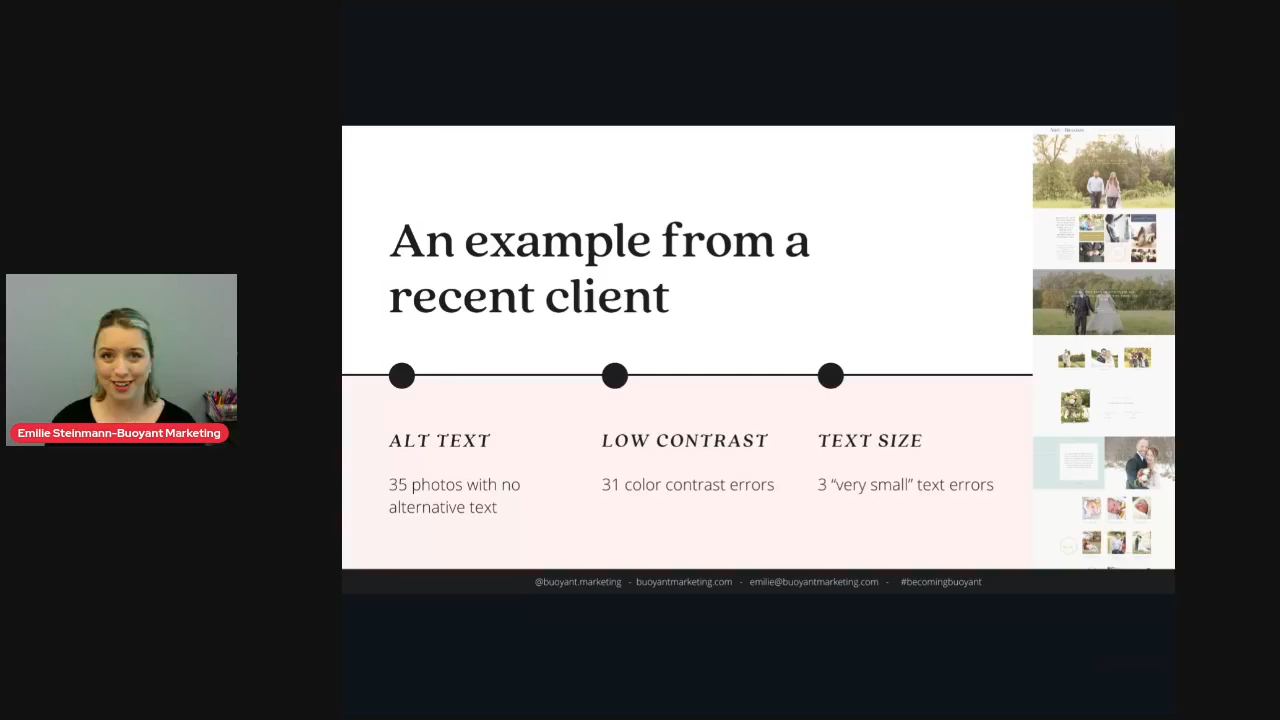 An example from a
recent client
ALT TEXT
35 photos with no
alternative text
LOW CONTRAST
31 color contrast errors
TEXT SIZE
3 “very small” text errors
@buoyant.marketing - buoyantmarketing.com - emilie@buoyantmarketing.com - #becomingbuoyant
Emilie Steinmann-Buoyant Marketing